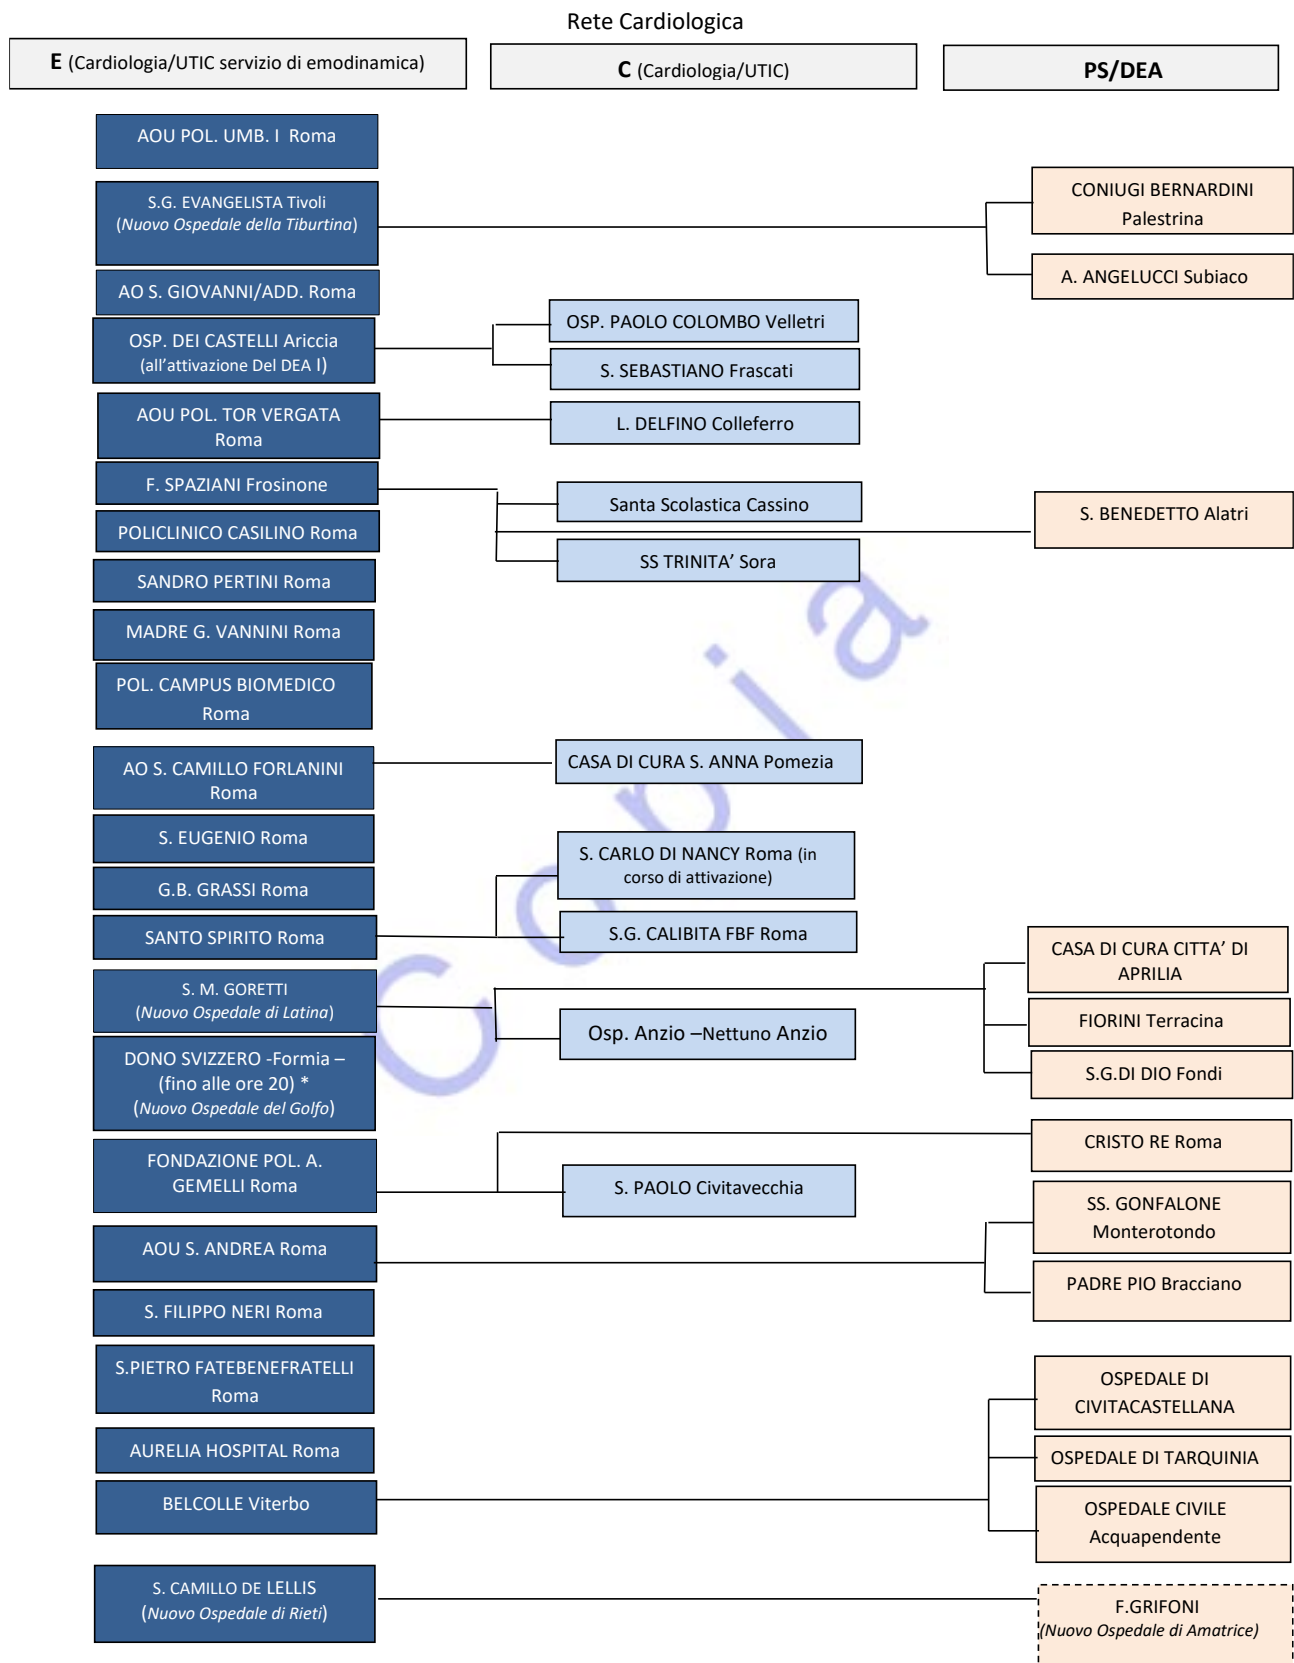 Rete Cardiologica
E (Cardiologia/UTIC servizio di emodinamica)
C (Cardiologia/UTIC)
PS/DEA
AOU POL. UMB. I Roma
S.G. EVANGELISTA Tivoli
(Nuovo Ospedale della Tiburtina)
CONIUGI BERNARDINI
Palestrina
A. ANGELUCCI Subiaco
AO S. GIOVANNI/ADD. Roma
OSP. DEI CASTELLI Ariccia
(all'attivazione Del DEA I)
OSP. PAOLO COLOMBO Velletri
S. SEBASTIANO Frascati
AOU POL. TOR VERGATA
Roma
L. DELFINO Colleferro
F. SPAZIANI Frosinone
Santa Scolastica Cassino
S. BENEDETTO Alatri
POLICLINICO CASILINO Roma
SS TRINITA' Sora
SANDRO PERTINI Roma
MADRE G. VANNINI Roma
POL. CAMPUS BIOMEDICO
Roma
AO S. CAMILLO FORLANINI
Roma
CASA DI CURA S. ANNA Pomezia
S. EUGENIO Roma
S. CARLO DI NANCY Roma (in
corso di attivazione)
G.B. GRASSI Roma
SANTO SPIRITO Roma
S.G. CALIBITA FBF Roma
CASA DI CURA CITTA' DI
APRILIA
S. M. GORETTI
(Nuovo Ospedale di Latina)
Osp. Anzio –Nettuno Anzio
FIORINI Terracina
S.G.DI DIO Fondi
DONO SVIZZERO -Formia –
(fino alle ore 20) *
(Nuovo Ospedale del Golfo)
CRISTO RE Roma
FONDAZIONE POL. A.
GEMELLI Roma
S. PAOLO Civitavecchia
SS. GONFALONE
Monterotondo
AOU S. ANDREA Roma
PADRE PIO Bracciano
S. FILIPPO NERI Roma
S.PIETRO FATEBENEFRATELLI
Roma
OSPEDALE DI
CIVITACASTELLANA
AURELIA HOSPITAL Roma
OSPEDALE DI TARQUINIA
BELCOLLE Viterbo
OSPEDALE CIVILE
Acquapendente
S. CAMILLO DE LELLIS
(Nuovo Ospedale di Rieti)
F.GRIFONI
(Nuovo Ospedale di Amatrice)
Copia